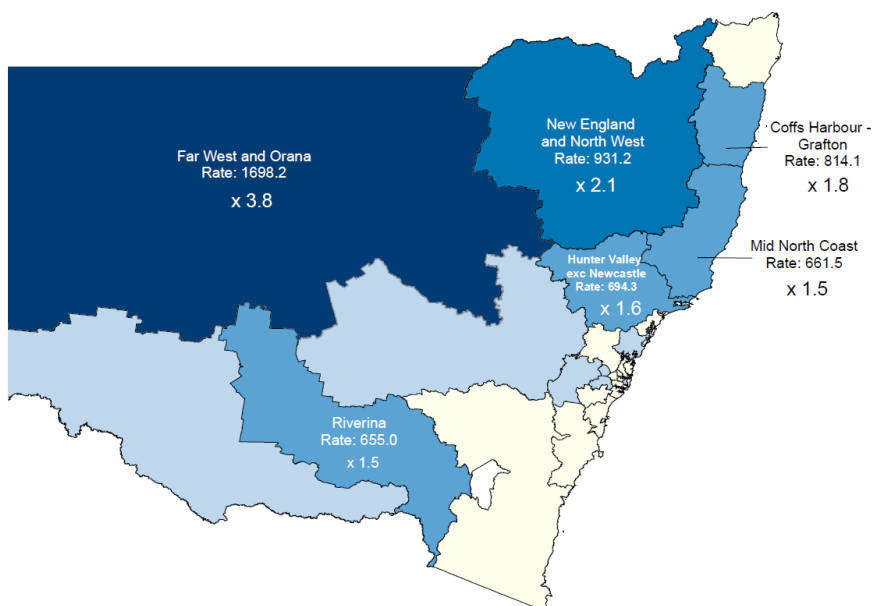 New England
and North West
Rate: 931.2
x 2.1
Coffs Harbour -
Grafton
Rate: 814.1
x 1.8
Far West and Orana
Rate: 1698.2
x 3.8
Mid North Coast
Rate: 661.5
x 1.5
Hunter Valley
exc Newcastle
Rate: 694.3
x 1.6
Riverina
Rate: 655.0
x 1.5